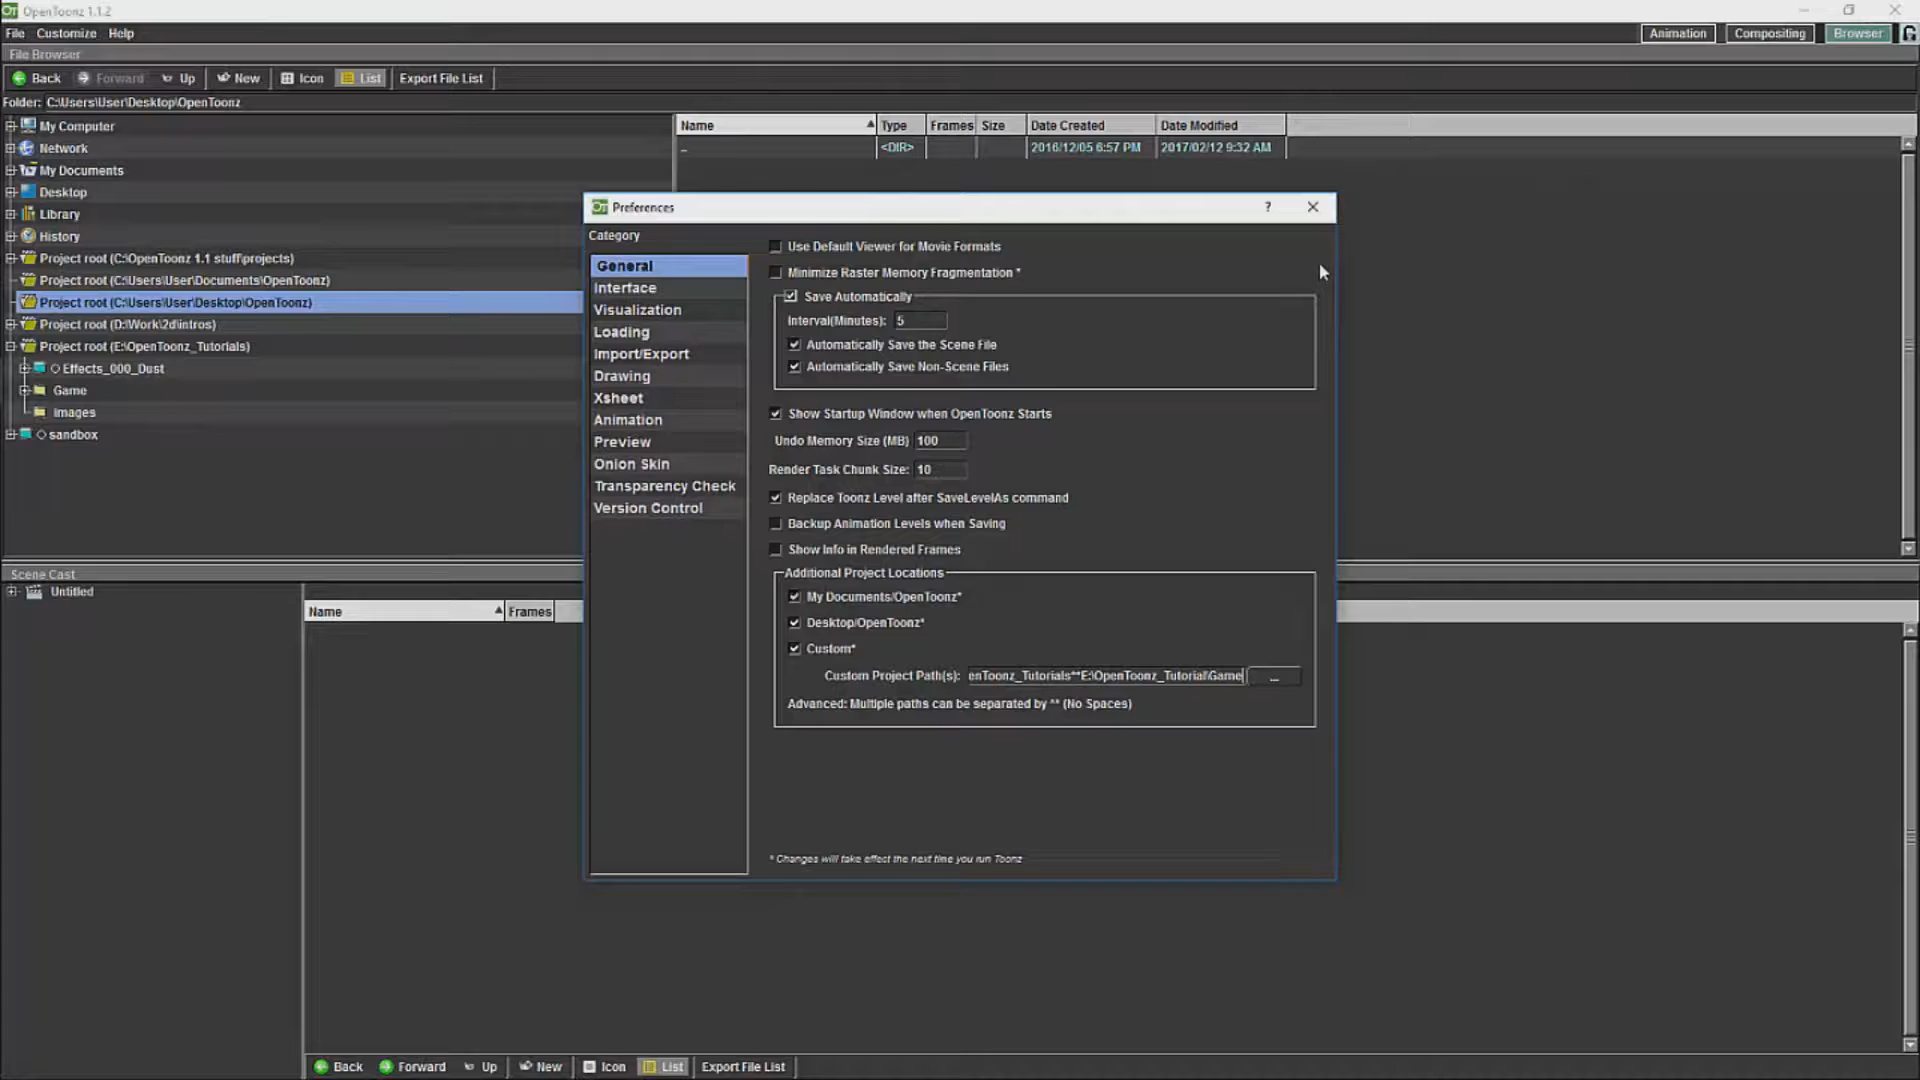 OpenToonz 1.1.2
File Customize Help
Animation Compositing Browser
File Browser
Back Forward Up New Icon List Export File List
Folder: C:\Users\User\Desktop\OpenToonz
My Computer
Network
My Documents
Desktop
Library
History
Project root (C:\OpenToonz 1.1 stuff\projects)
Project root (C:\Users\User\Documents\OpenToonz)
Project root (C:\Users\User\Desktop\OpenToonz)
Project root (D:\Work\2d\intros)
Project root (E:\OpenToonz_Tutorials)
Effects_000_Dust
Game
Images
sandbox
Name Type Frames Size Date Created Date Modified
.. <DIR> 2016/12/05 6:57 PM 2017/02/12 9:32 AM
Preferences ?
Category
General
Interface
Visualization
Loading
Import/Export
Drawing
Xsheet
Animation
Preview
Onion Skin
Transparency Check
Version Control
Use Default Viewer for Movie Formats
Minimize Raster Memory Fragmentation *
Save Automatically
Interval(Minutes): 5
Automatically Save the Scene File
Automatically Save Non-Scene Files
Show Startup Window when OpenToonz Starts
Undo Memory Size (MB) 100
Render Task Chunk Size: 10
Replace Toonz Level after SaveLevelAs command
Backup Animation Levels when Saving
Show Info in Rendered Frames
Additional Project Locations
My Documents/OpenToonz*
Desktop/OpenToonz*
Custom*
Custom Project Path(s): enToonz_Tutorials**E:\OpenToonz_Tutorial\Game ...
Advanced: Multiple paths can be separated by ** (No Spaces)
* Changes will take effect the next time you run Toonz
Scene Cast
Untitled
Name Frames
Back Forward Up New Icon List Export File List